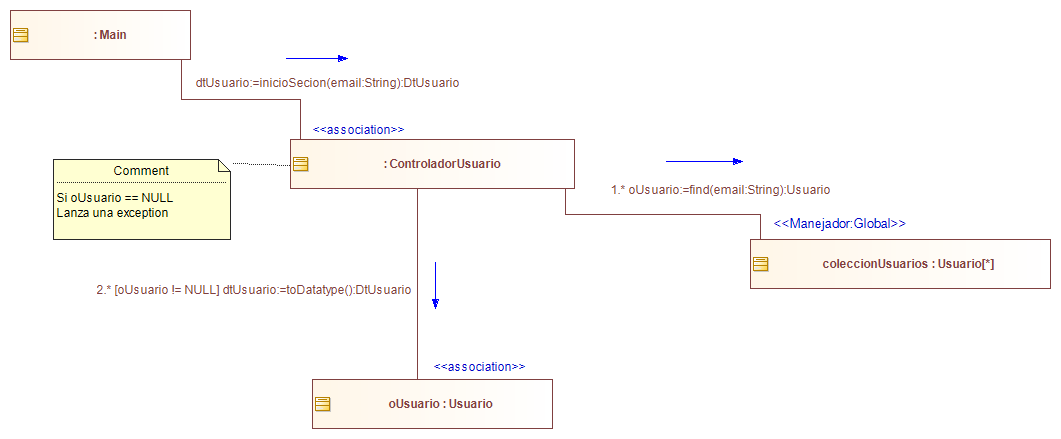 : Main
dtUsuario:=inicioSecion(email:String):DtUsuario
<<association>>
: ControladorUsuario
Comment
Si oUsuario == NULL
Lanza una exception
1.* oUsuario:=find(email:String):Usuario
<<Manejador:Global>>
coleccionUsuarios : Usuario[*]
2.* [oUsuario != NULL] dtUsuario:=toDatatype():DtUsuario
<<association>>
oUsuario : Usuario